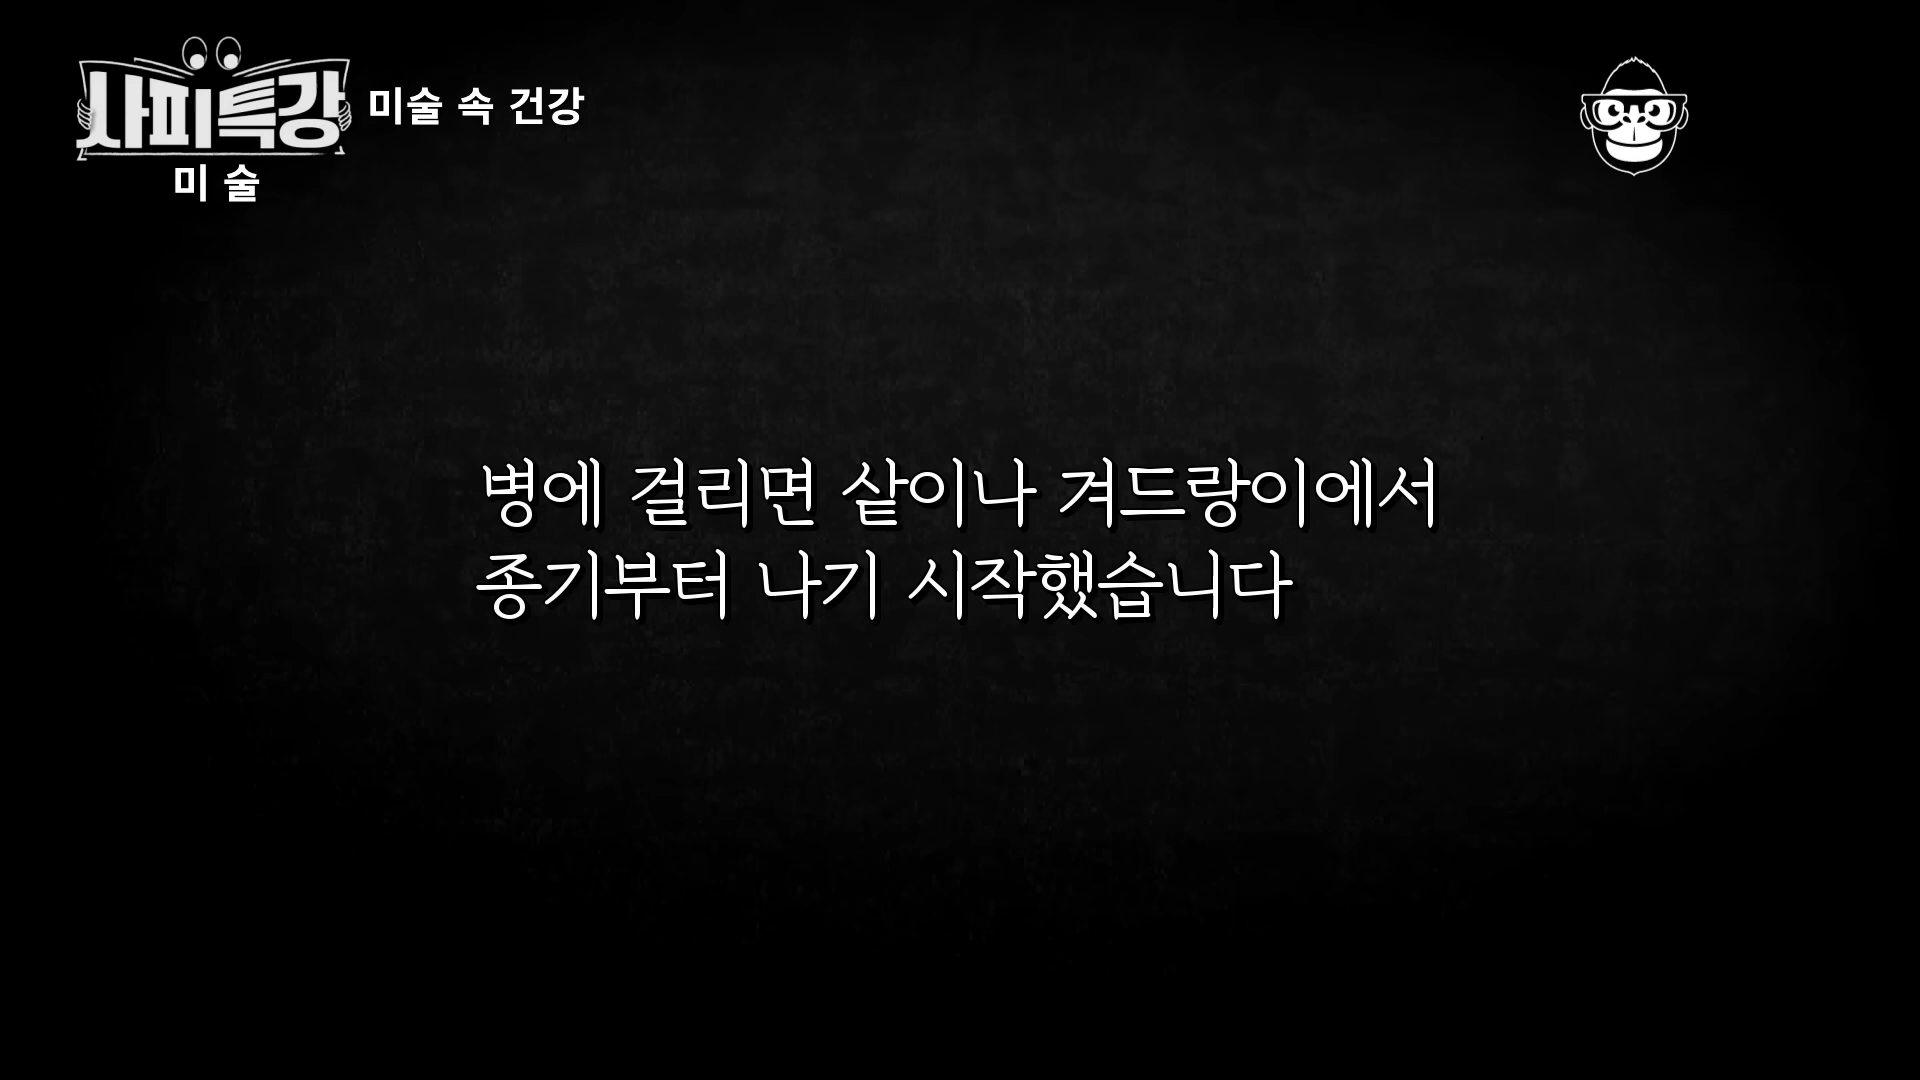 사피특강
미술 속 건강
미술
병에 걸리면 샅이나 겨드랑이에서
종기부터 나기 시작했습니다